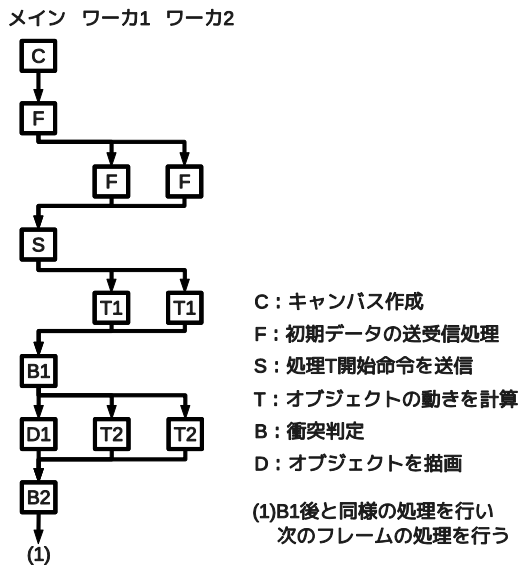 メイン ワーカ1 ワーカ2
C
F
F F
S
T1 T1
B1
D1 T2 T2
B2
(1)
C：キャンバス作成
F：初期データの送受信処理
S：処理T開始命令を送信
T：オブジェクトの動きを計算
B：衝突判定
D：オブジェクトを描画
(1)B1後と同様の処理を行い
次のフレームの処理を行う